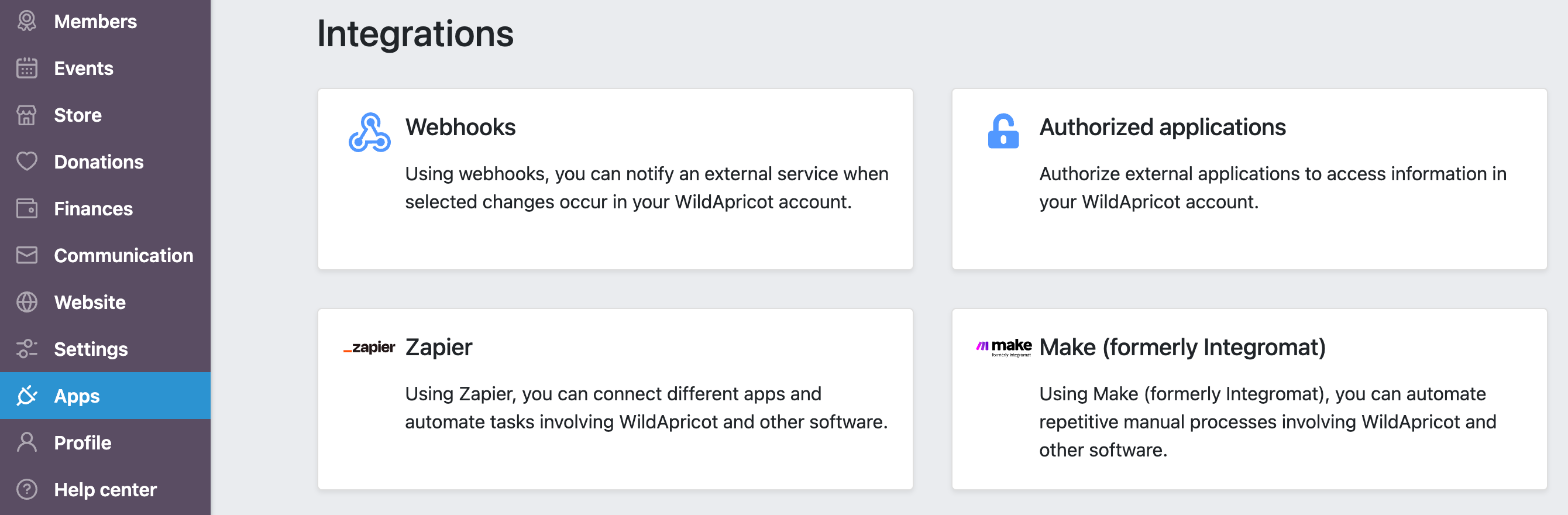 Members
Events
Store
Donations
Finances
Communication
Website
Settings
Apps
Profile
Help center
Integrations
Webhooks
Using webhooks, you can notify an external service when
selected changes occur in your WildApricot account.
Authorized applications
Authorize external applications to access information in
your WildApricot account.
_zapier
Zapier
Using Zapier, you can connect different apps and
automate tasks involving WildApricot and other software.
make
formerly Integromat
Make (formerly Integromat)
Using Make (formerly Integromat), you can automate
repetitive manual processes involving WildApricot and
other software.